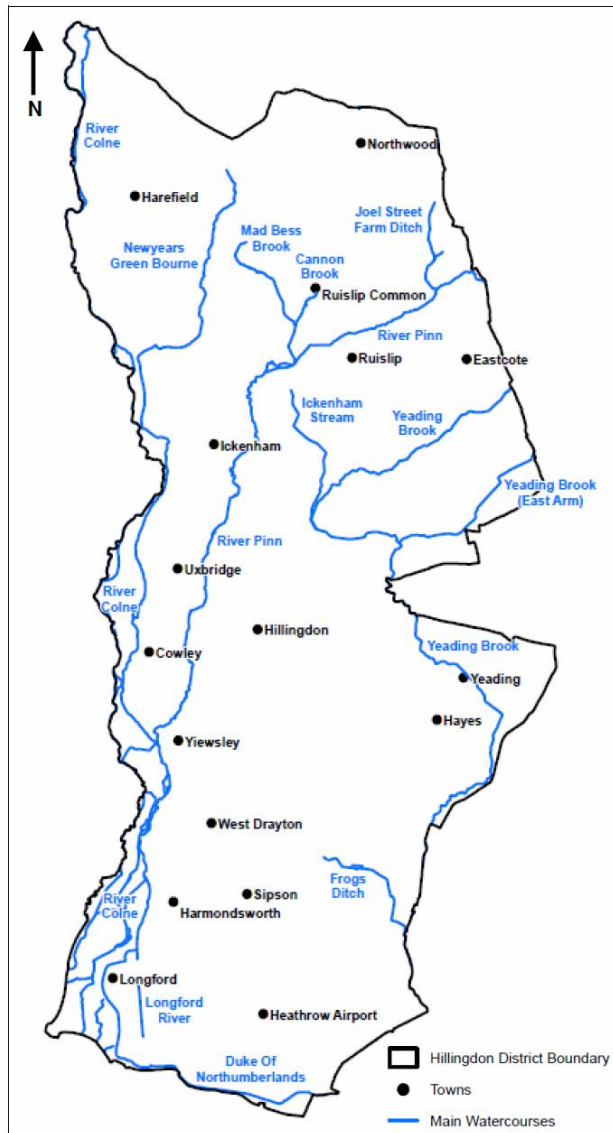 N
River
Colne
Northwood
Harefield
Joel Street
Farm Ditch
Mad Bess
Brook
Newyears
Green Bourne
Cannon
Brook
Ruislip Common
River Pinn
Ruislip
Eastcote
Ickenham
Stream
Yeading
Brook
Ickenham
Yeading Brook
(East Arm)
River Pinn
Uxbridge
River
Colne
Hillingdon
Cowley
Yeading Brook
Yeading
Hayes
Yiewsley
West Drayton
Frogs
Ditch
River
Colne
Sipson
Harmondsworth
Longford
Longford
River
Heathrow Airport
Duke Of
Northumberlands
Hillingdon District Boundary
Towns
Main Watercourses